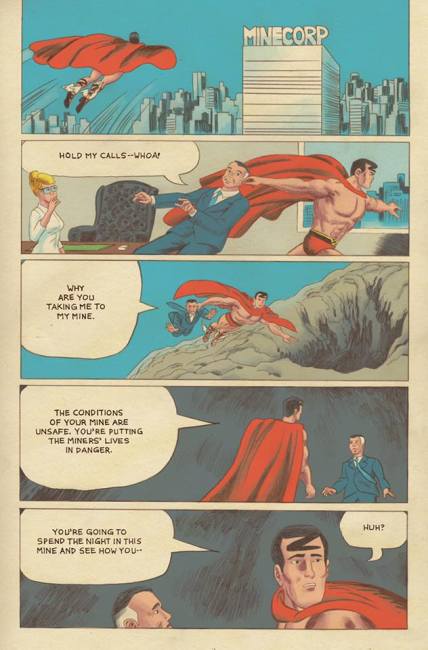 MINECORP
HOLD MY CALLS--WHOA!
WHY
ARE YOU
TAKING ME TO
MY MINE.
THE CONDITIONS
OF YOUR MINE ARE
UNSAFE. YOU'RE PUTTING
THE MINERS' LIVES
IN DANGER.
YOU'RE GOING TO
SPEND THE NIGHT IN THIS
MINE AND SEE HOW YOU--
HUH?